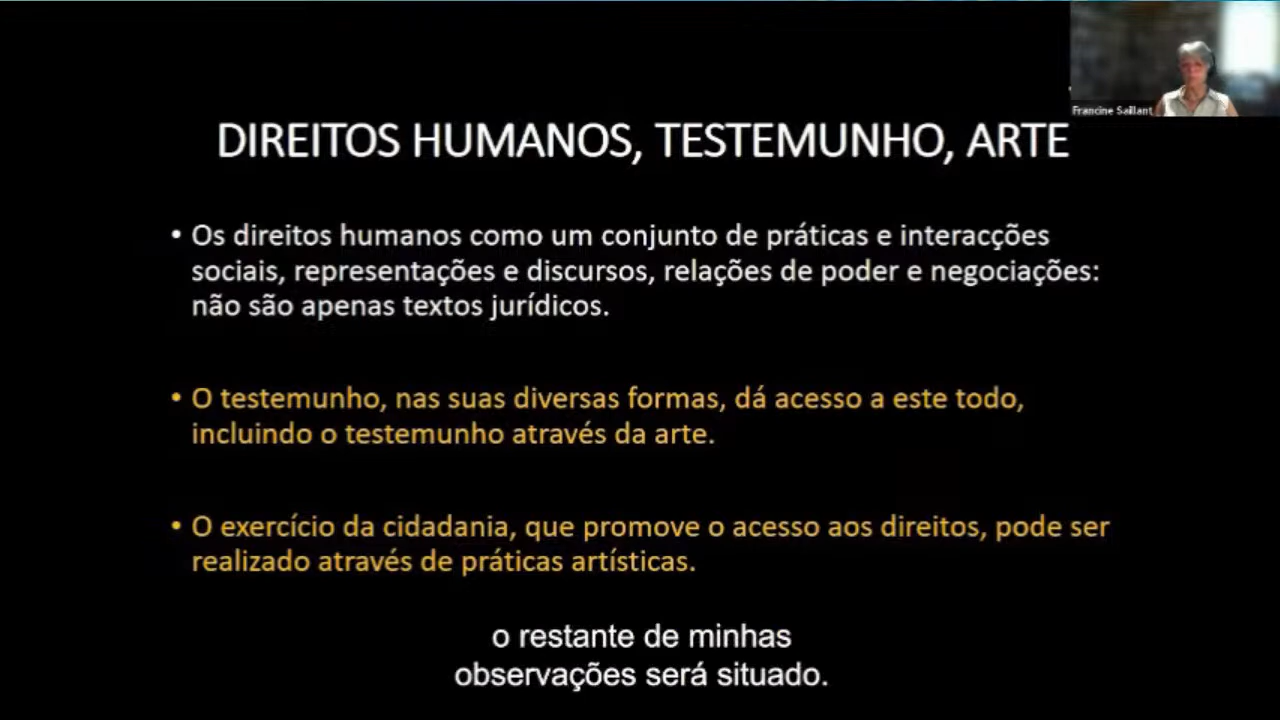 Francine Saillant
DIREITOS HUMANOS, TESTEMUNHO, ARTE
• Os direitos humanos como um conjunto de práticas e interacções
sociais, representações e discursos, relações de poder e negociações:
não são apenas textos jurídicos.
• O testemunho, nas suas diversas formas, dá acesso a este todo,
incluindo o testemunho através da arte.
• O exercício da cidadania, que promove o acesso aos direitos, pode ser
realizado através de práticas artísticas.
o restante de minhas
observações será situado.